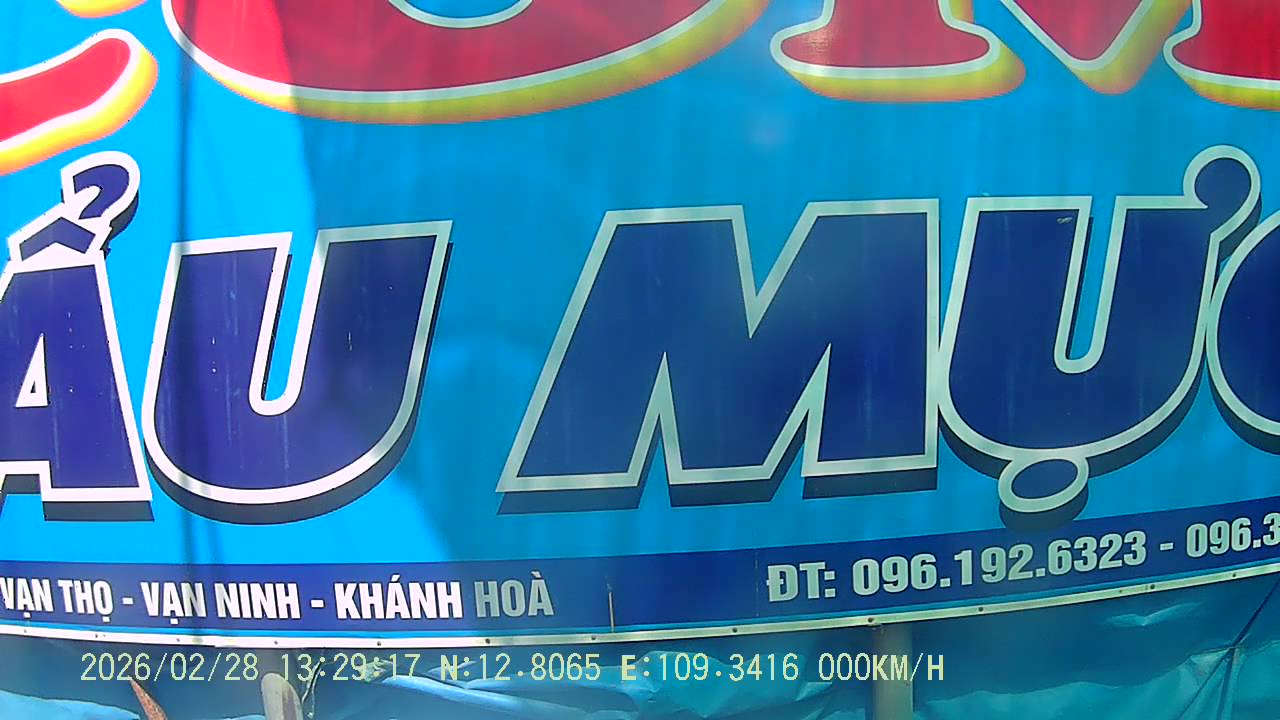 ẨU MỰC
VẠN THỌ - VẠN NINH - KHÁNH HOÀ
ĐT: 096.192.6323 - 096.3
2026/02/28 13:29:17 N:12.8065 E:109.3416 000KM/H